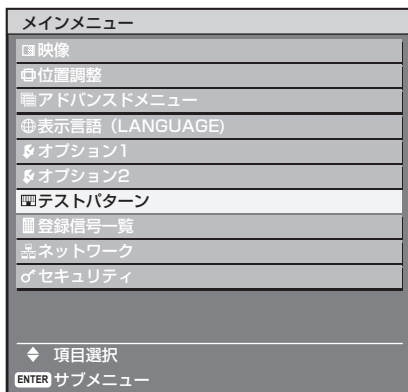 メインメニュー
映像
位置調整
アドバンスドメニュー
表示言語（LANGUAGE)
オプション1
オプション2
テストパターン
登録信号一覧
ネットワーク
セキュリティ
項目選択
ENTER サブメニュー